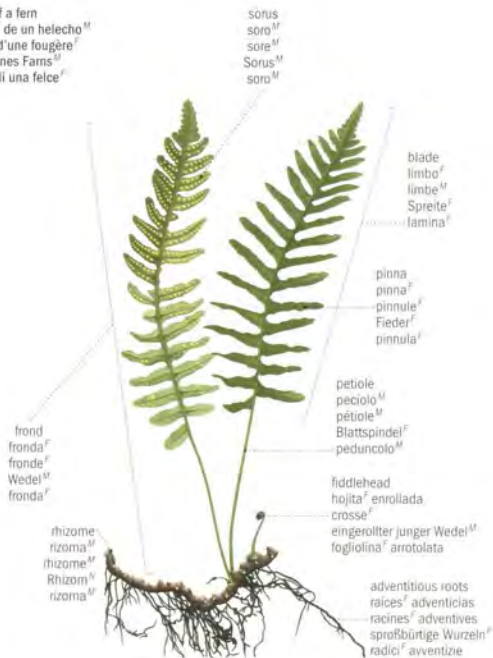 a fern
de un helecho^M
d'une fougère^F
Farns^M
una felce^F
sorus
soro^M
sore^M
Sorus^M
soro^M
blade
limbo^F
limbe^M
Spreite^F
lamina^F
pinna
pinna^F
pinnule^F
Fieder^F
pinnula^F
petiole
peciolo^M
pétiole^M
Blattspindel^F
peduncolo^M
frond
fronda^F
fronde^F
Wedel^M
fronda^F
fiddlehead
hojita^F enrollada
crosse^F
eingerollter junger Wedel^M
fogliolina^F arrotolata
rhizome
rizoma^M
rhizome^M
Rhizom^N
rizoma^M
adventitious roots
raíces^F adventicias
racines^F adventives
sproßbürtige Wurzeln^F
radici^F avventizie